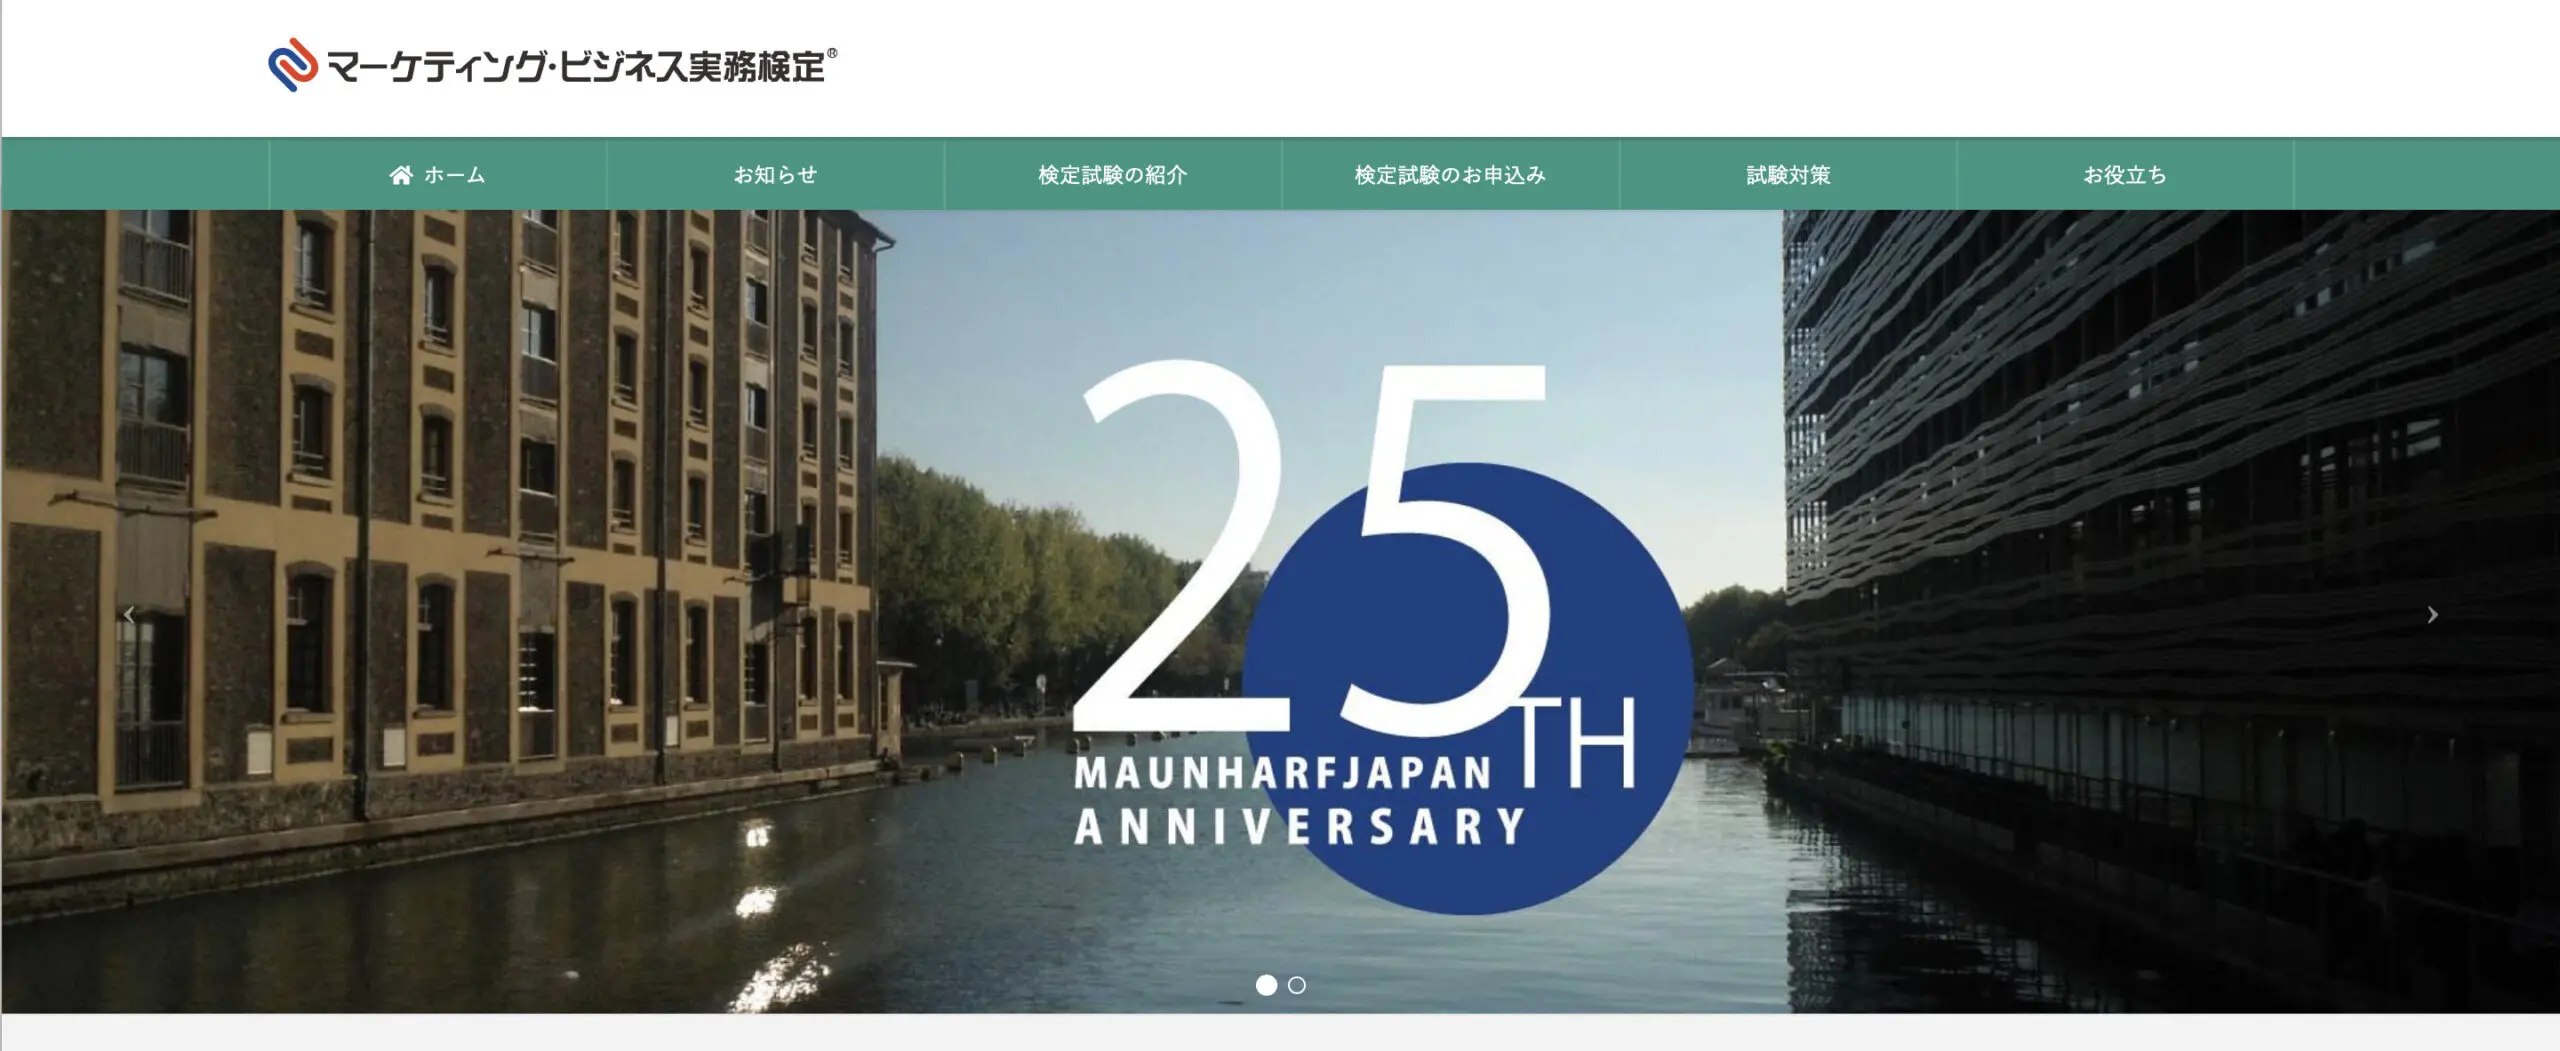 マーケティング・ビジネス実務検定®
ホーム
お知らせ
検定試験の紹介
検定試験のお申込み
試験対策
お役立ち
25TH
MAUNHARFJAPAN
ANNIVERSARY